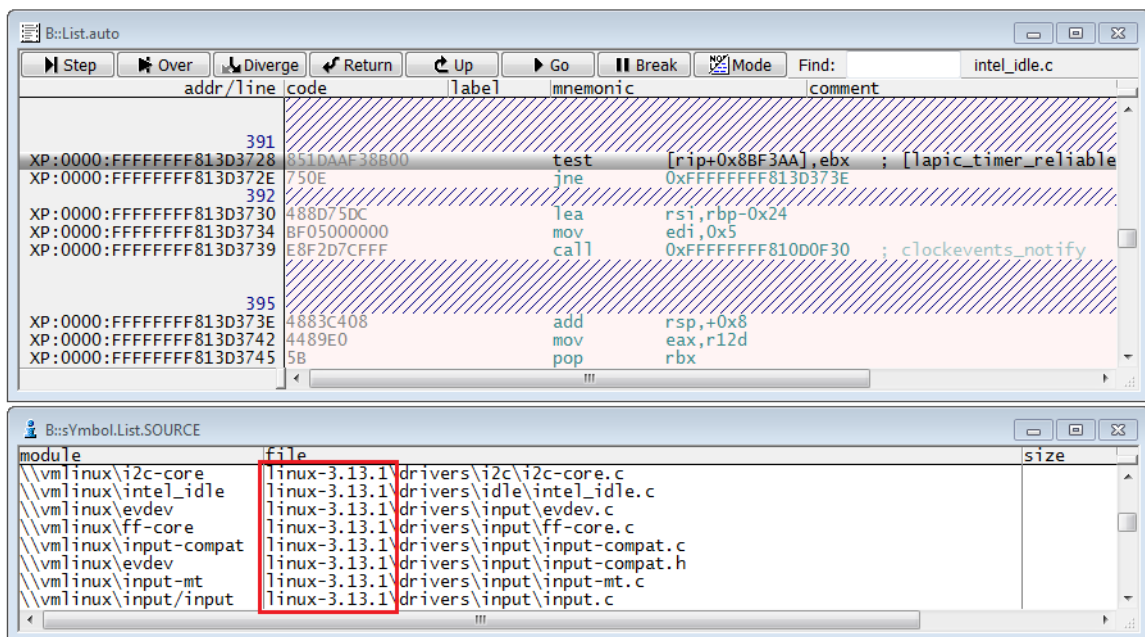 B::List.auto
Step Over Diverge Return Up Go Break Mode Find: intel_idle.c
addr/line code label mnemonic comment
391
XP:0000:FFFFFFFF813D3728 851DAAF38B00 test [rip+0x8BF3AA],ebx ; [lapic_timer_reliable
XP:0000:FFFFFFFF813D372E 750E jne 0xFFFFFFFF813D373E
392
XP:0000:FFFFFFFF813D3730 488D75DC lea rsi,rbp-0x24
XP:0000:FFFFFFFF813D3734 BF05000000 mov edi,0x5
XP:0000:FFFFFFFF813D3739 E8F2D7CFFF call 0xFFFFFFFF810D0F30 ; clockevents_notify
395
XP:0000:FFFFFFFF813D373E 4883C408 add rsp,+0x8
XP:0000:FFFFFFFF813D3742 4489E0 mov eax,r12d
XP:0000:FFFFFFFF813D3745 5B pop rbx
B::sYmbol.List.SOURCE
module file size
\\vmlinux\i2c-core linux-3.13.1\drivers\i2c\i2c-core.c
\\vmlinux\intel_idle linux-3.13.1\drivers\idle\intel_idle.c
\\vmlinux\evdev linux-3.13.1\drivers\input\evdev.c
\\vmlinux\ff-core linux-3.13.1\drivers\input\ff-core.c
\\vmlinux\input-compat linux-3.13.1\drivers\input\input-compat.c
\\vmlinux\evdev linux-3.13.1\drivers\input\input-compat.h
\\vmlinux\input-mt linux-3.13.1\drivers\input\input-mt.c
\\vmlinux\input/input linux-3.13.1\drivers\input\input.c